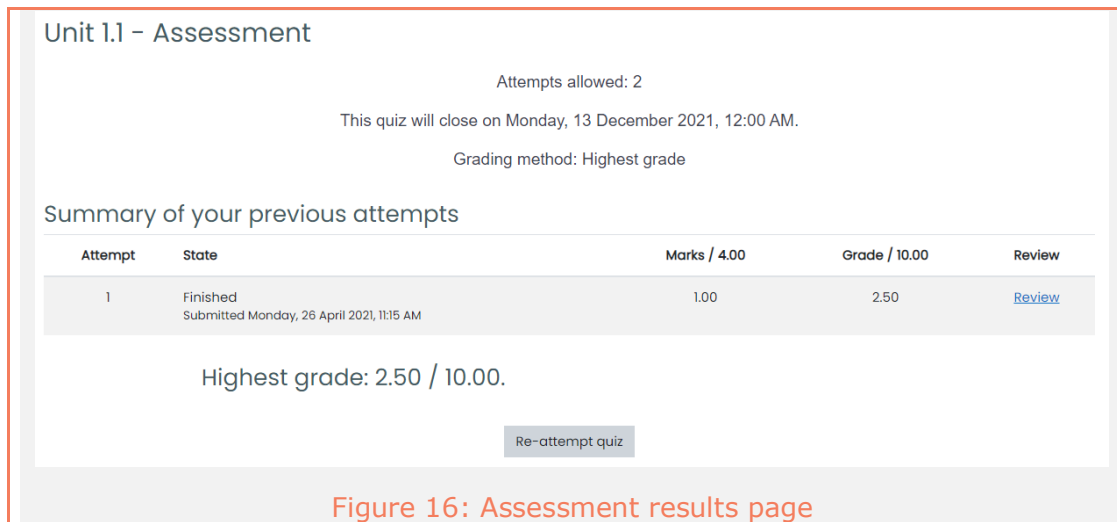 Unit 1.1 - Assessment
Attempts allowed: 2
This quiz will close on Monday, 13 December 2021, 12:00 AM.
Grading method: Highest grade
Summary of your previous attempts
Attempt State Marks / 4.00 Grade / 10.00 Review
1 Finished 1.00 2.50 Review
Submitted Monday, 26 April 2021, 11:15 AM
Highest grade: 2.50 / 10.00.
Re-attempt quiz
Figure 16: Assessment results page